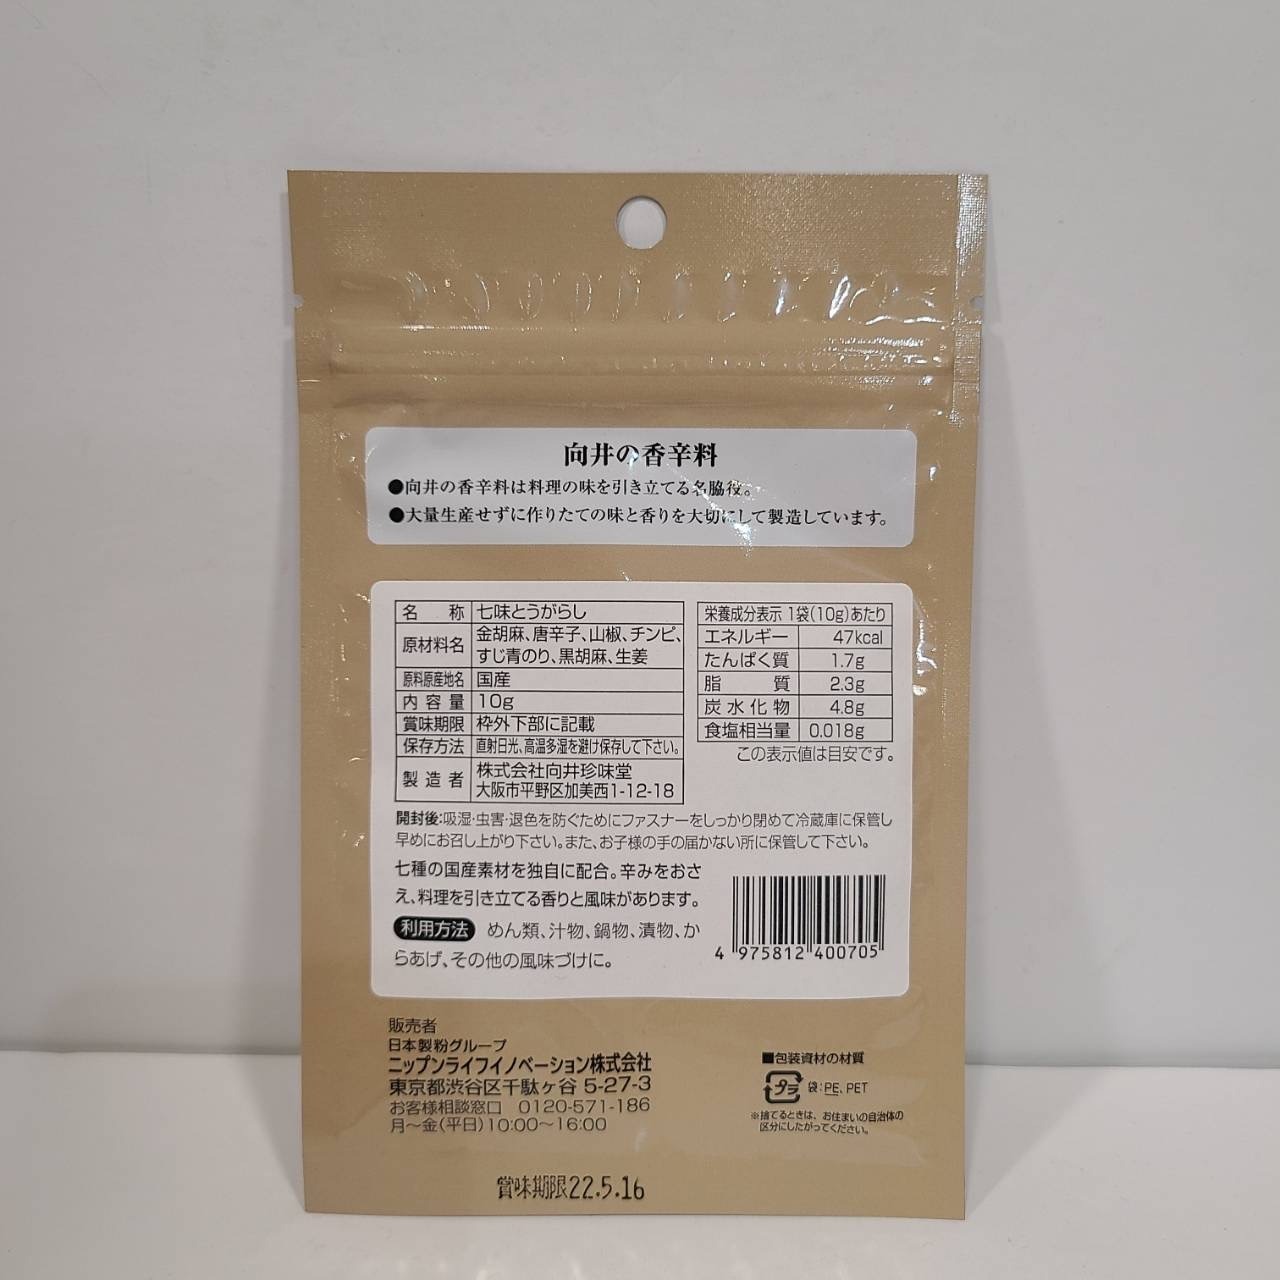 向井の香辛料
●向井の香辛料は料理の味を引き立てる名脇役。
●大量生産せずに作りたての味と香りを大切にして製造しています。
名称 七味とうがらし
原材料名 金胡麻、唐辛子、山椒、チンピ、
すじ青のり、黒胡麻、生姜
原料原産地名 国産
内容量 10g
賞味期限 枠外下部に記載
保存方法 直射日光、高温多湿を避け保存して下さい。
製造者 株式会社向井珍味堂
大阪市平野区加美西1-12-18
栄養成分表示 1袋(10g)あたり
エネルギー 47kcal
たんぱく質 1.7g
脂質 2.3g
炭水化物 4.8g
食塩相当量 0.018g
この表示値は目安です。
開封後:吸湿・虫害・退色を防ぐためにファスナーをしっかり閉めて冷蔵庫に保管し
早めにお召し上がり下さい。また、お子様の手の届かない所に保管して下さい。
七種の国産素材を独自に配合。辛みをおさ
え、料理を引き立てる香りと風味があります。
利用方法 めん類、汁物、鍋物、漬物、か
らあげ、その他の風味づけに。
4 975812 400705
販売者
日本製粉グループ
ニップンライフイノベーション株式会社
東京都渋谷区千駄ヶ谷 5-27-3
お客様相談窓口 0120-571-186
月〜金(平日)10:00〜16:00
■包装資材の材質
プラ 袋:PE、PET
※捨てるときは、お住まいの自治体の
区分にしたがってください。
賞味期限22.5.16